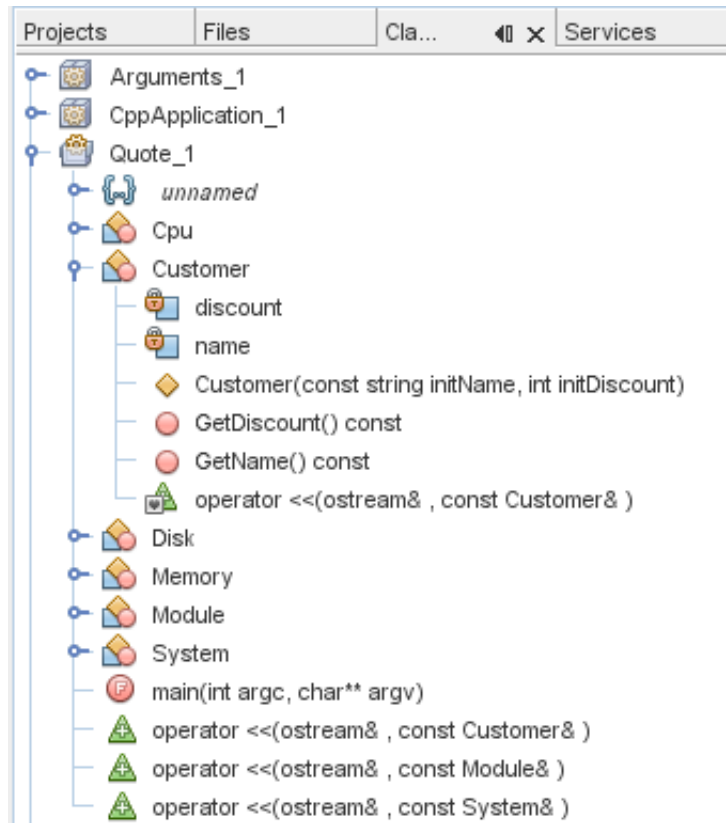 Projects Files Cla... Services
Arguments_1
CppApplication_1
Quote_1
{..} unnamed
Cpu
Customer
discount
name
Customer(const string initName, int initDiscount)
GetDiscount() const
GetName() const
operator <<(ostream& , const Customer& )
Disk
Memory
Module
System
F main(int argc, char** argv)
operator <<(ostream& , const Customer& )
operator <<(ostream& , const Module& )
operator <<(ostream& , const System& )